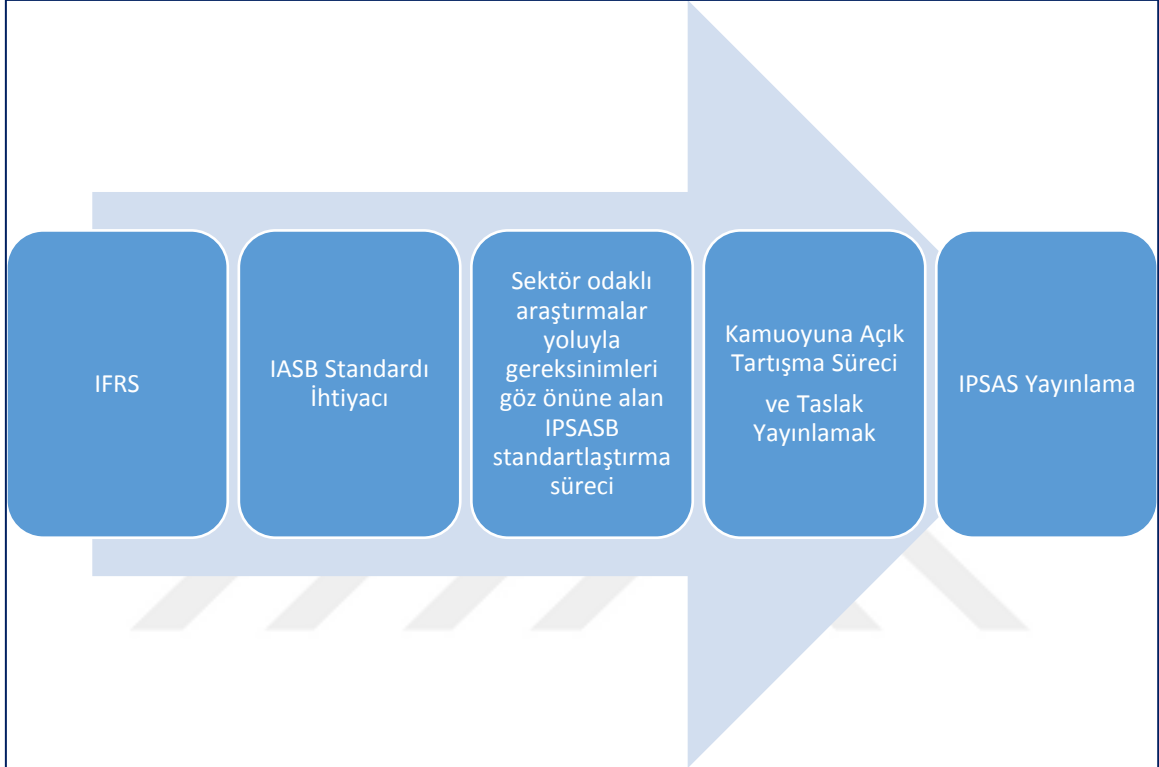 IFRS
IASB Standardı
İhtiyacı
Sektör odaklı
araştırmalar
yoluyla
gereksinimleri
göz önüne alan
IPSASB
standartlaştırma
süreci
Kamuoyuna Açık
Tartışma Süreci
ve Taslak
Yayınlamak
IPSAS Yayınlama